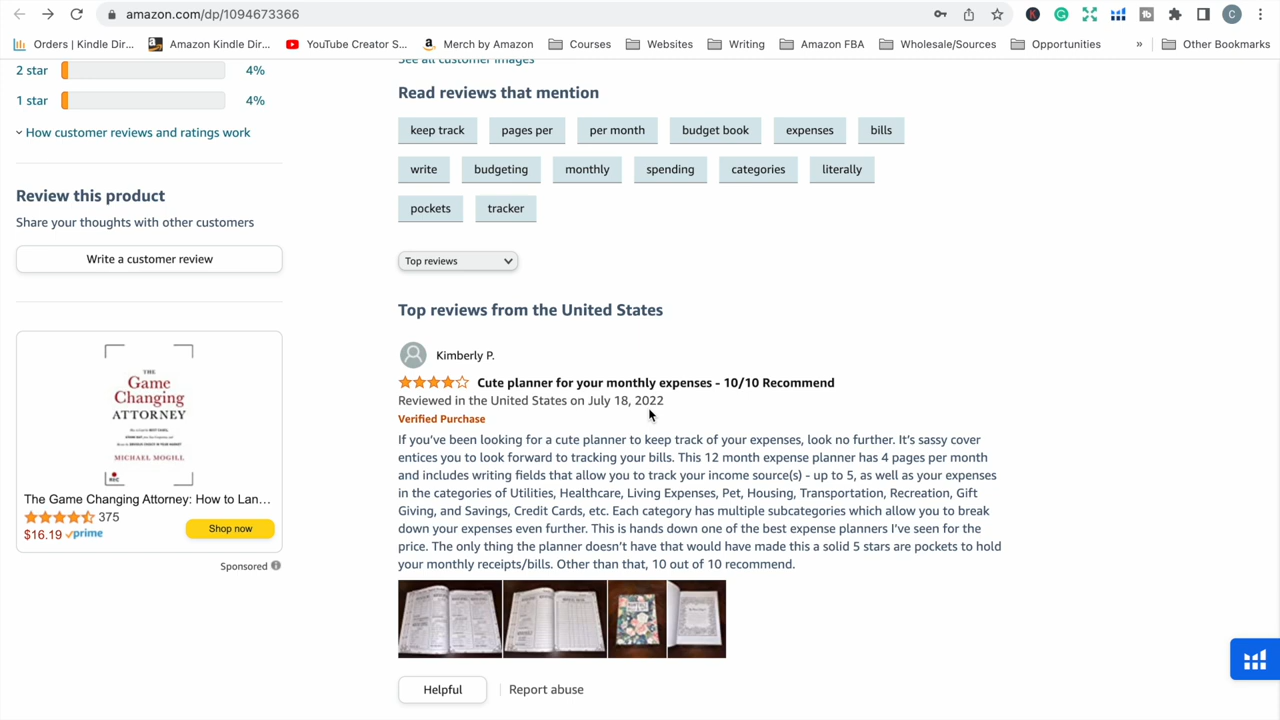 amazon.com/dp/1094673366
C
Orders | Kindle Dir...
Amazon Kindle Dir...
YouTube Creator S...
Merch by Amazon
Courses
Websites
Writing
Amazon FBA
Wholesale/Sources
Opportunities
»
Other Bookmarks
2 star 4%
1 star 4%
How customer reviews and ratings work
Review this product
Share your thoughts with other customers
Write a customer review
THE
Game
Changing
ATTORNEY
MICHAEL MOGILL
REC
The Game Changing Attorney: How to Lan...
375
$16.19 prime
Shop now
Sponsored
See all customer images
Read reviews that mention
keep track pages per per month budget book expenses bills
write budgeting monthly spending categories literally
pockets tracker
Top reviews
Top reviews from the United States
Kimberly P.
Cute planner for your monthly expenses - 10/10 Recommend
Reviewed in the United States on July 18, 2022
Verified Purchase
If you've been looking for a cute planner to keep track of your expenses, look no further. It's sassy cover
entices you to look forward to tracking your bills. This 12 month expense planner has 4 pages per month
and includes writing fields that allow you to track your income source(s) - up to 5, as well as your expenses
in the categories of Utilities, Healthcare, Living Expenses, Pet, Housing, Transportation, Recreation, Gift
Giving, and Savings, Credit Cards, etc. Each category has multiple subcategories which allow you to break
down your expenses even further. This is hands down one of the best expense planners I've seen for the
price. The only thing the planner doesn't have that would have made this a solid 5 stars are pockets to hold
your monthly receipts/bills. Other than that, 10 out of 10 recommend.
Helpful
Report abuse